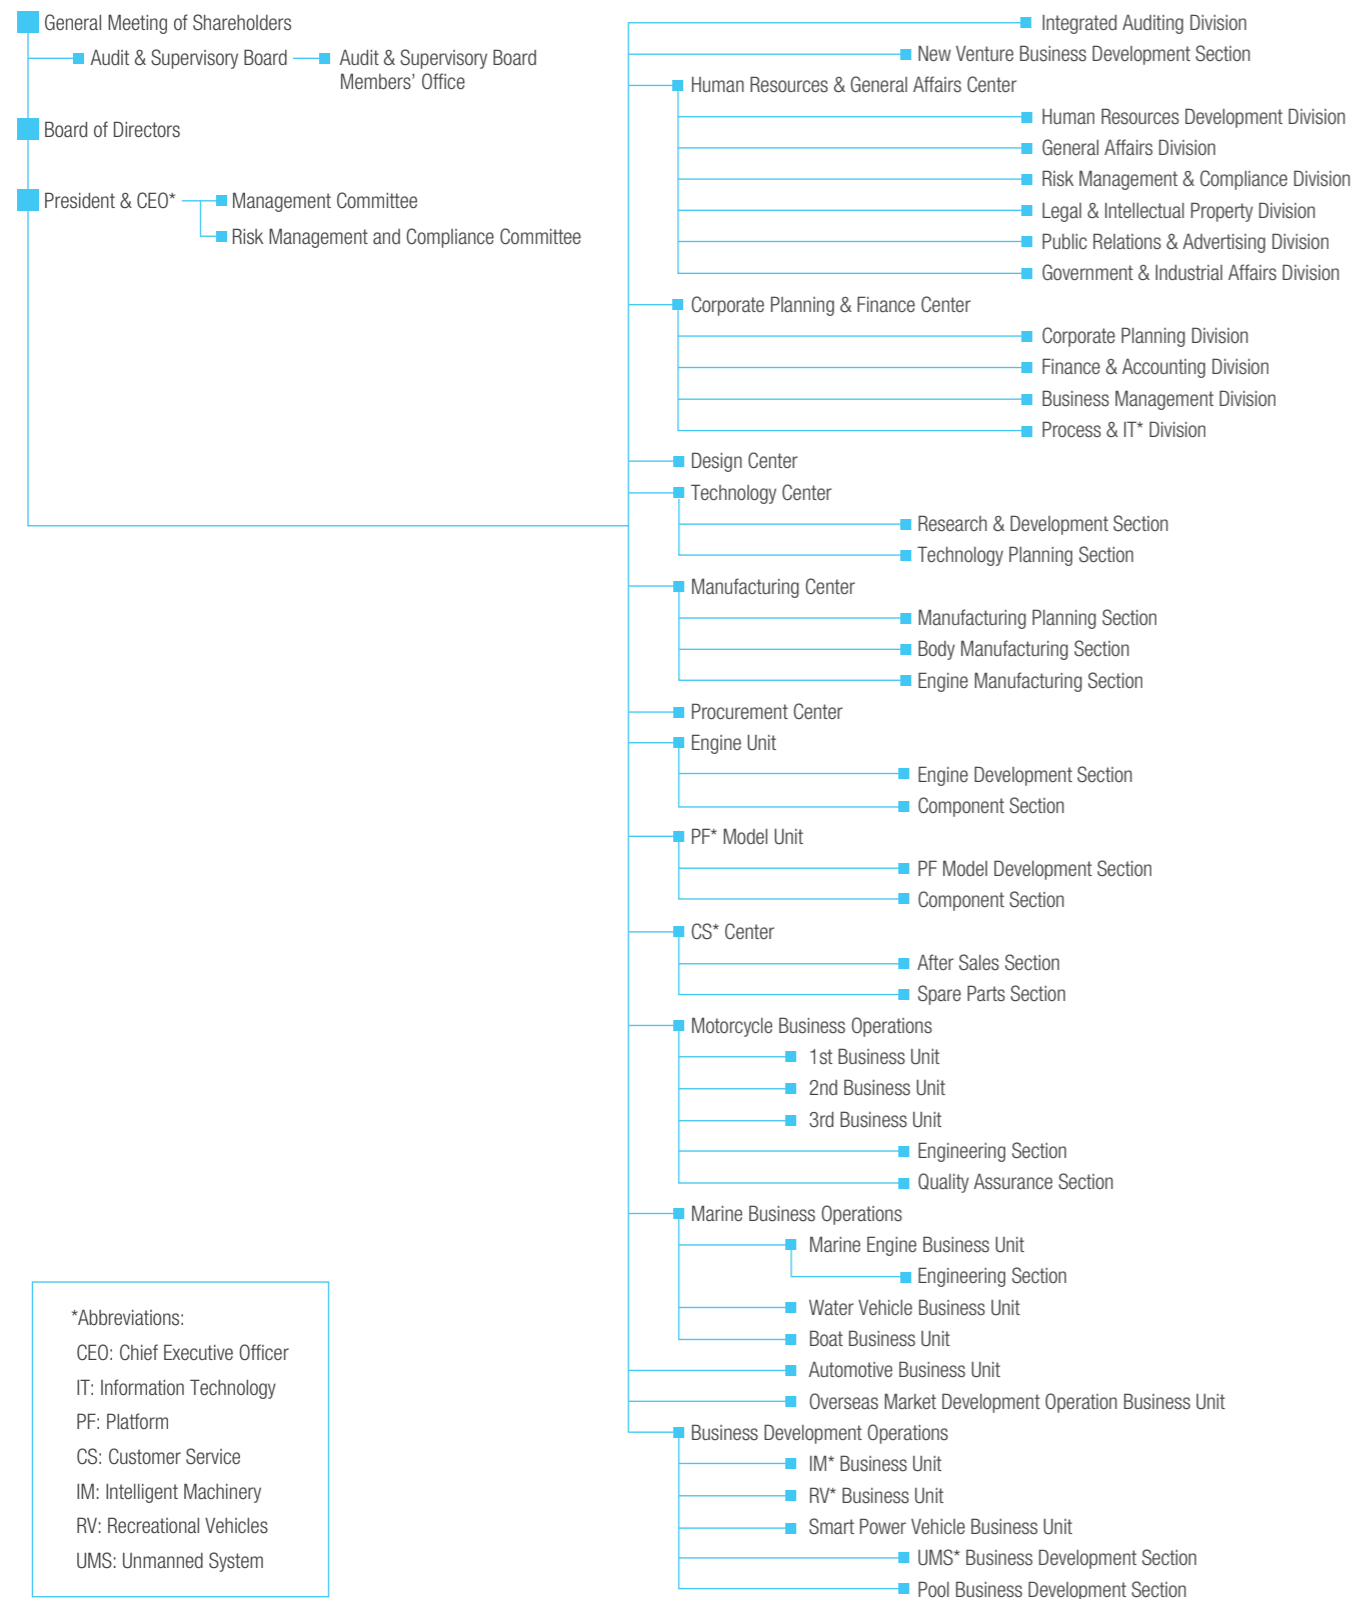 General Meeting of Shareholders
Audit & Supervisory Board
Audit & Supervisory Board
Members’ Office
Board of Directors
President & CEO*
Management Committee
Risk Management and Compliance Committee
Integrated Auditing Division
New Venture Business Development Section
Human Resources & General Affairs Center
Human Resources Development Division
General Affairs Division
Risk Management & Compliance Division
Legal & Intellectual Property Division
Public Relations & Advertising Division
Government & Industrial Affairs Division
Corporate Planning & Finance Center
Corporate Planning Division
Finance & Accounting Division
Business Management Division
Process & IT* Division
Design Center
Technology Center
Research & Development Section
Technology Planning Section
Manufacturing Center
Manufacturing Planning Section
Body Manufacturing Section
Engine Manufacturing Section
Procurement Center
Engine Unit
Engine Development Section
Component Section
PF* Model Unit
PF Model Development Section
Component Section
CS* Center
After Sales Section
Spare Parts Section
Motorcycle Business Operations
1st Business Unit
2nd Business Unit
3rd Business Unit
Engineering Section
Quality Assurance Section
Marine Business Operations
Marine Engine Business Unit
Engineering Section
Water Vehicle Business Unit
Boat Business Unit
Automotive Business Unit
Overseas Market Development Operation Business Unit
Business Development Operations
IM* Business Unit
RV* Business Unit
Smart Power Vehicle Business Unit
UMS* Business Development Section
Pool Business Development Section
*Abbreviations:
CEO: Chief Executive Officer
IT: Information Technology
PF: Platform
CS: Customer Service
IM: Intelligent Machinery
RV: Recreational Vehicles
UMS: Unmanned System